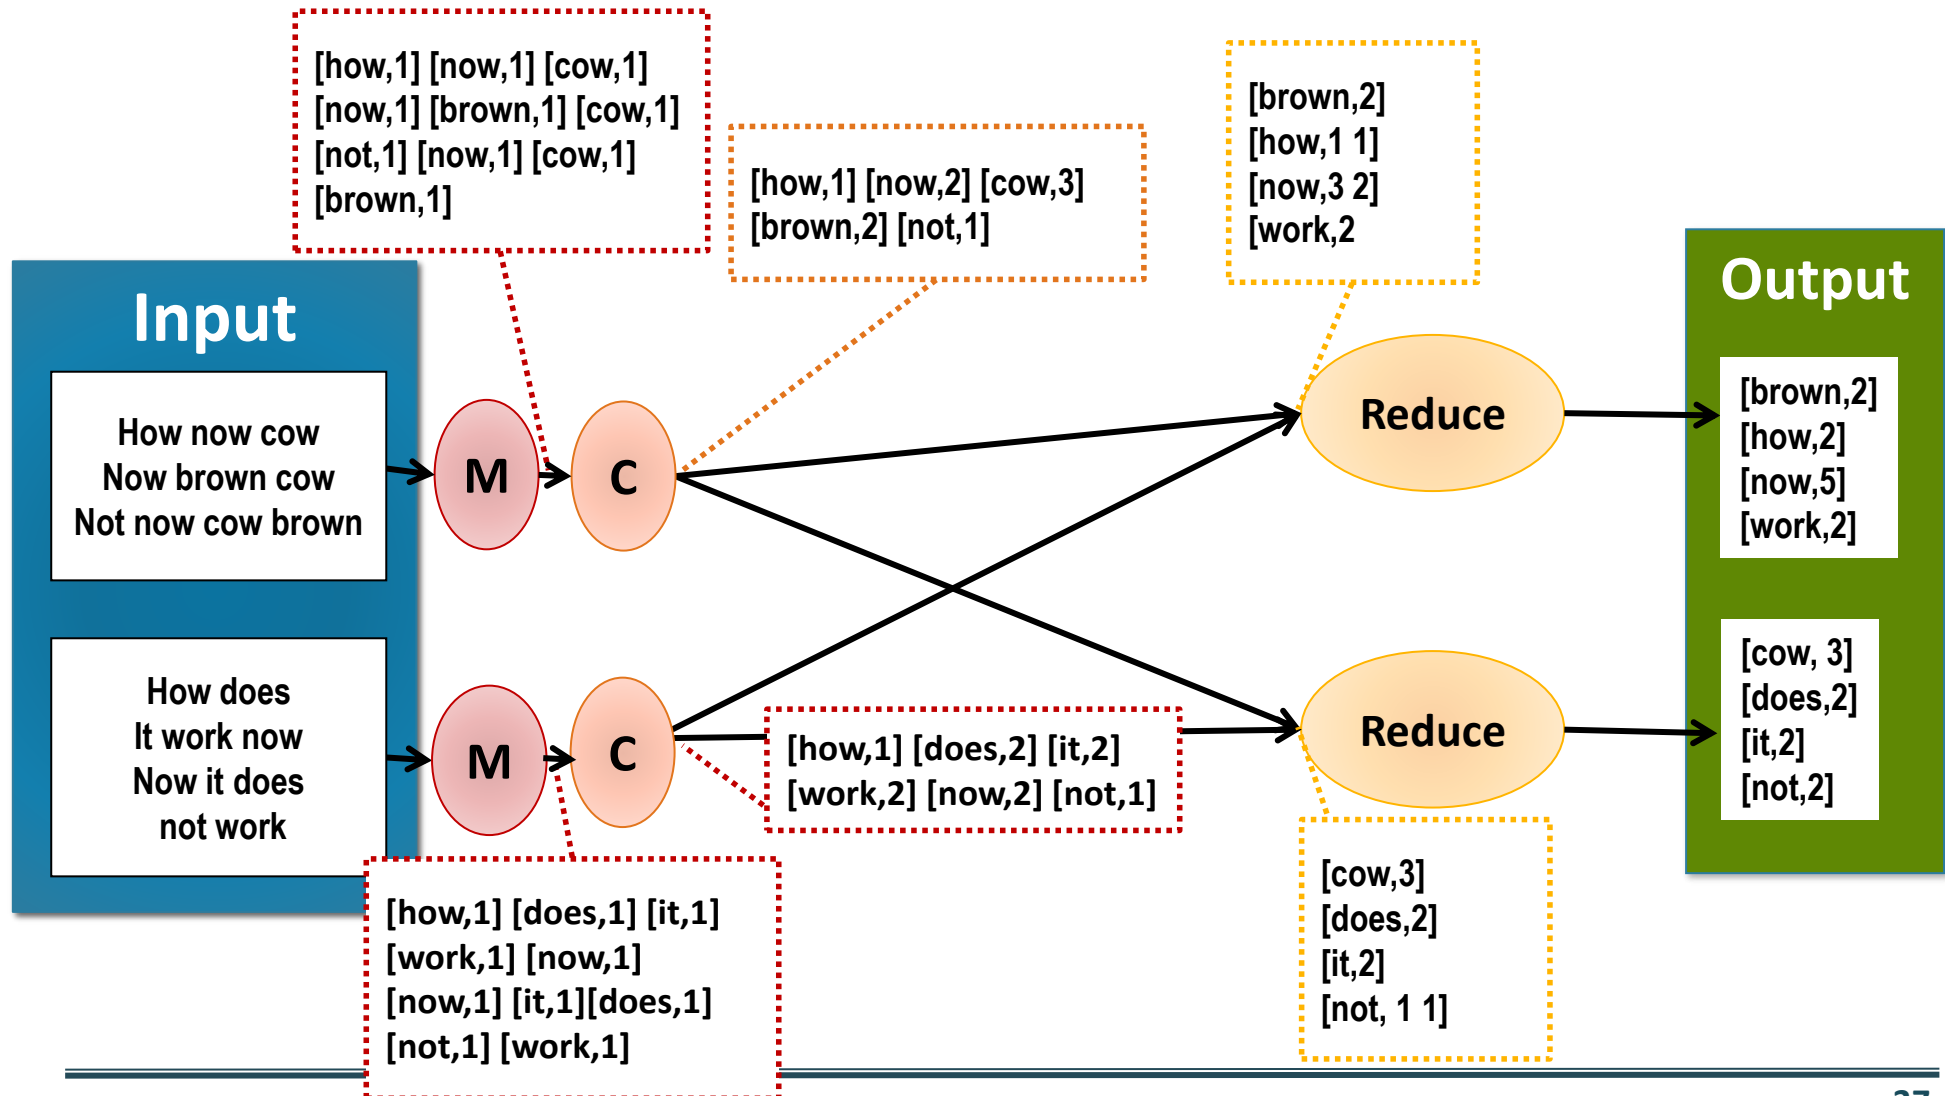 [how,1] [now,1] [cow,1]
[now,1] [brown,1] [cow,1]
[not,1] [now,1] [cow,1]
[brown,1]
[how,1] [now,2] [cow,3]
[brown,2] [not,1]
[brown,2]
[how,1 1]
[now,3 2]
[work,2
Input
How now cow
Now brown cow
Not now cow brown
M
C
Reduce
Output
[brown,2]
[how,2]
[now,5]
[work,2]
How does
It work now
Now it does
not work
M
C
[how,1] [does,2] [it,2]
[work,2] [now,2] [not,1]
Reduce
[cow, 3]
[does,2]
[it,2]
[not,2]
[how,1] [does,1] [it,1]
[work,1] [now,1]
[now,1] [it,1][does,1]
[not,1] [work,1]
[cow,3]
[does,2]
[it,2]
[not, 1 1]